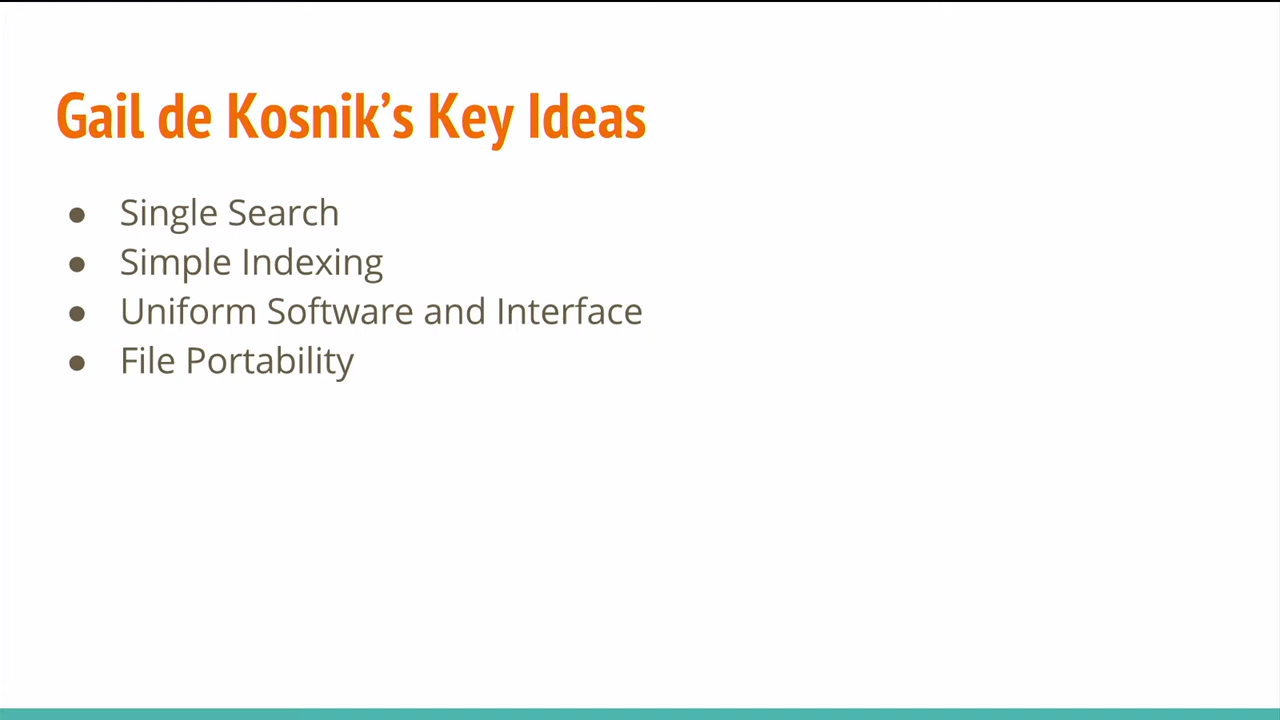 Gail de Kosnik’s Key Ideas
● Single Search
● Simple Indexing
● Uniform Software and Interface
● File Portability